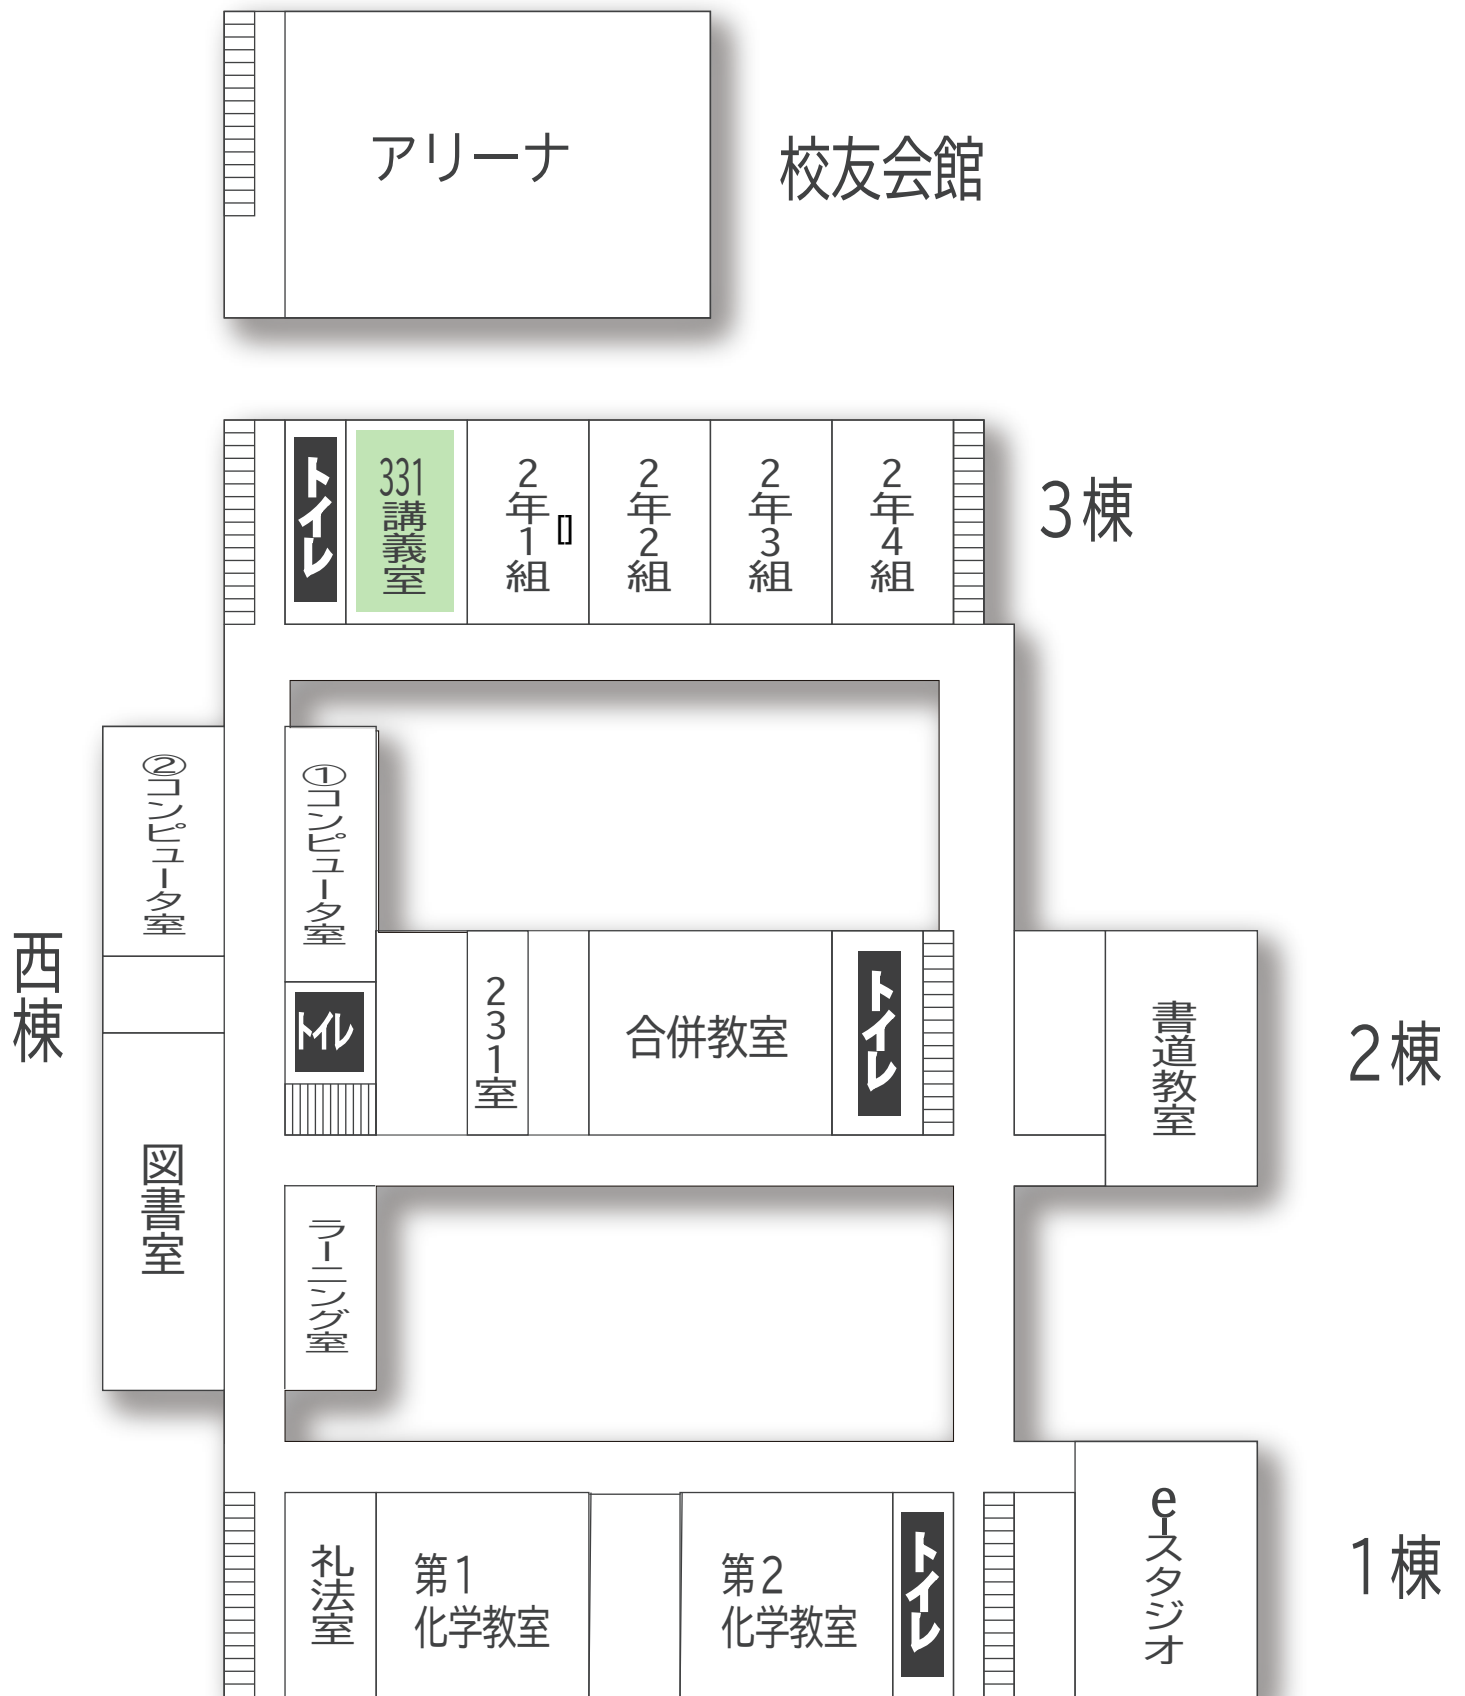 アリーナ
校友会館
トイレ
331講義室
2年1組
[]
2年2組
2年3組
2年4組
3棟
②コンピュータ室
①コンピュータ室
西棟
トイレ
231室
合併教室
トイレ
書道教室
2棟
図書室
ラーニング室
礼法室
第1
化学教室
第2
化学教室
トイレ
eースタジオ
1棟